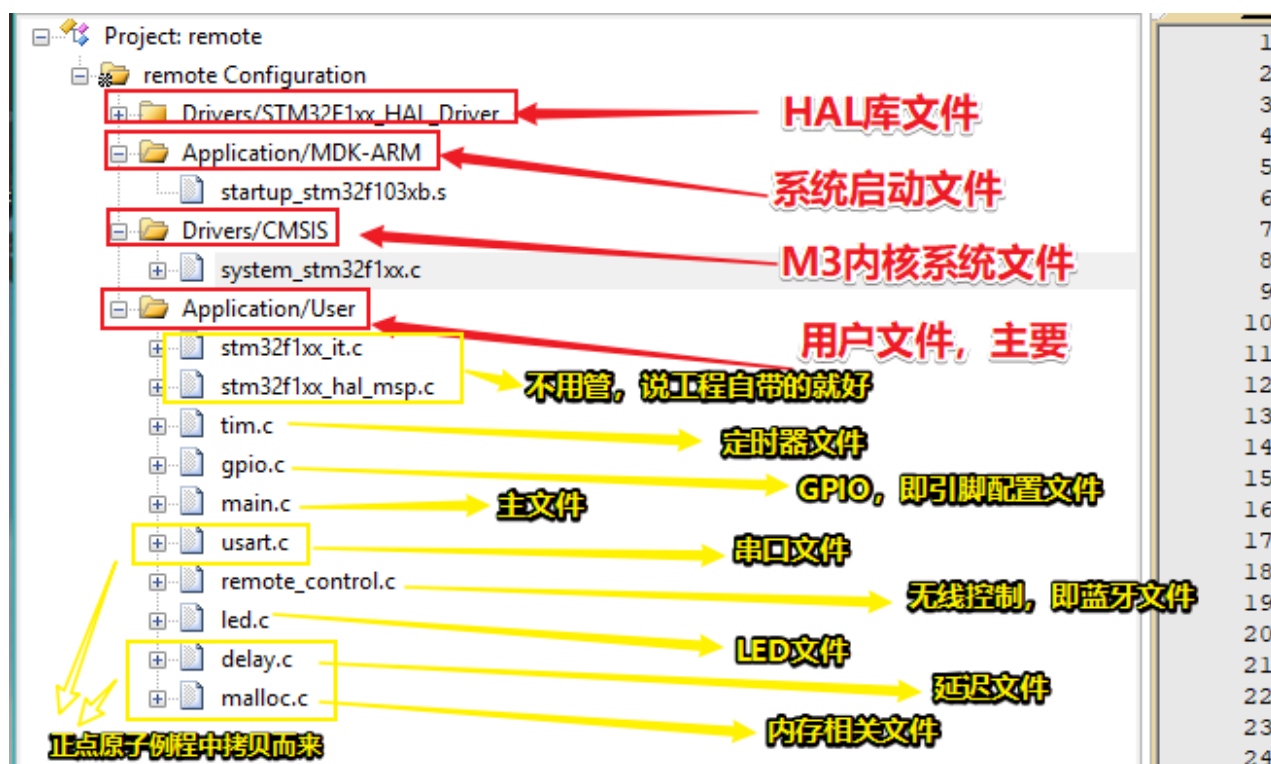 Project: remote
remote Configuration
Drivers/STM32F1xx_HAL_Driver
HAL库文件
Application/MDK-ARM
startup_stm32f103xb.s
系统启动文件
Drivers/CMSIS
system_stm32f1xx.c
M3内核系统文件
Application/User
用户文件，主要
stm32f1xx_it.c
stm32f1xx_hal_msp.c
不用管，说工程自带的就好
tim.c
定时器文件
gpio.c
GPIO，即引脚配置文件
main.c
主文件
usart.c
串口文件
remote_control.c
无线控制，即蓝牙文件
led.c
LED文件
delay.c
延迟文件
malloc.c
内存相关文件
正点原子例程中拷贝而来
1
2
3
4
5
6
7
8
9
10
11
12
13
14
15
16
17
18
19
20
21
22
23
24